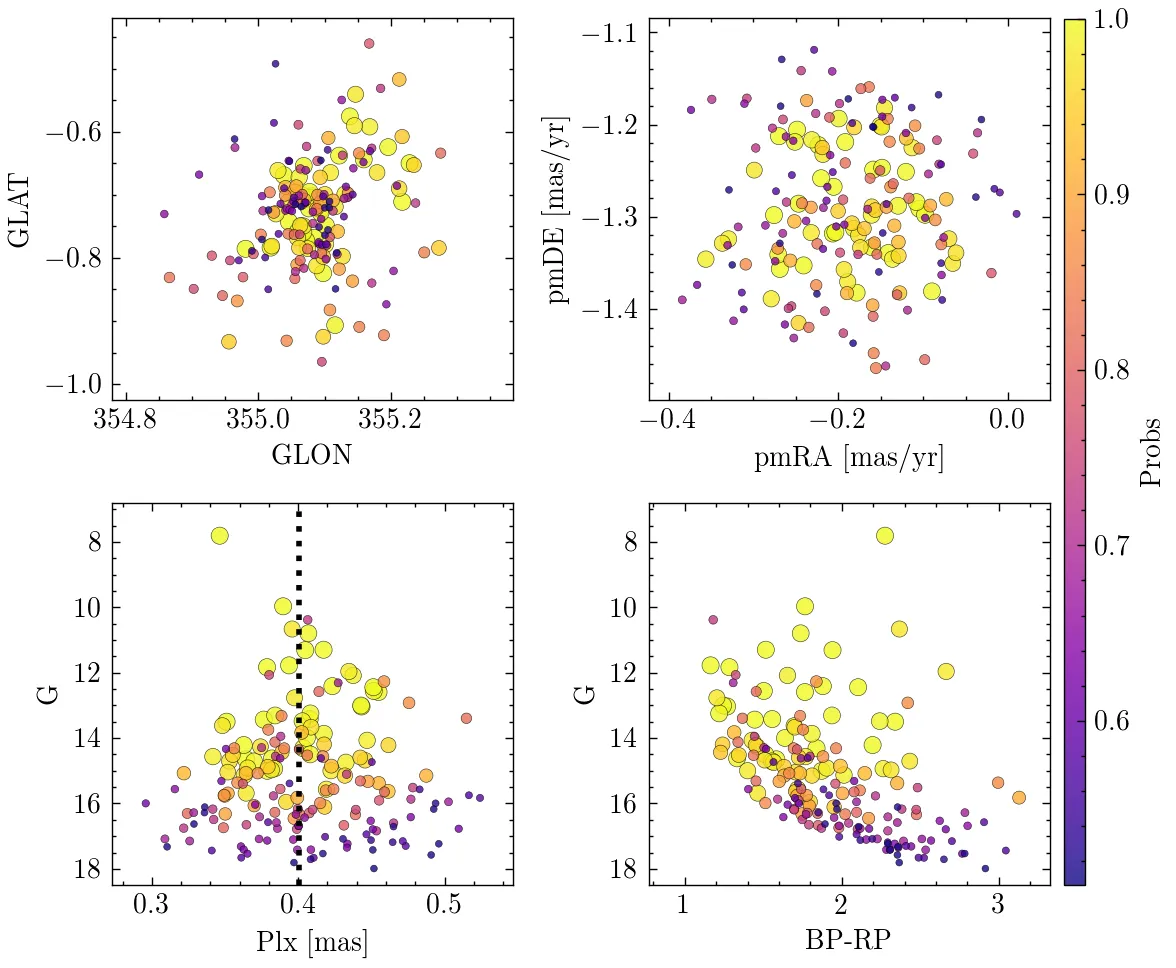 −0.6
−0.8
−1.0
GLAT
354.8 355.0 355.2
GLON
−1.1
−1.2
−1.3
−1.4
pmDE [mas/yr]
−0.4 −0.2 0.0
pmRA [mas/yr]
8
10
12
14
16
18
G
0.3 0.4 0.5
Plx [mas]
8
10
12
14
16
18
G
1 2 3
BP-RP
1.0
0.9
0.8
0.7
0.6
Probs